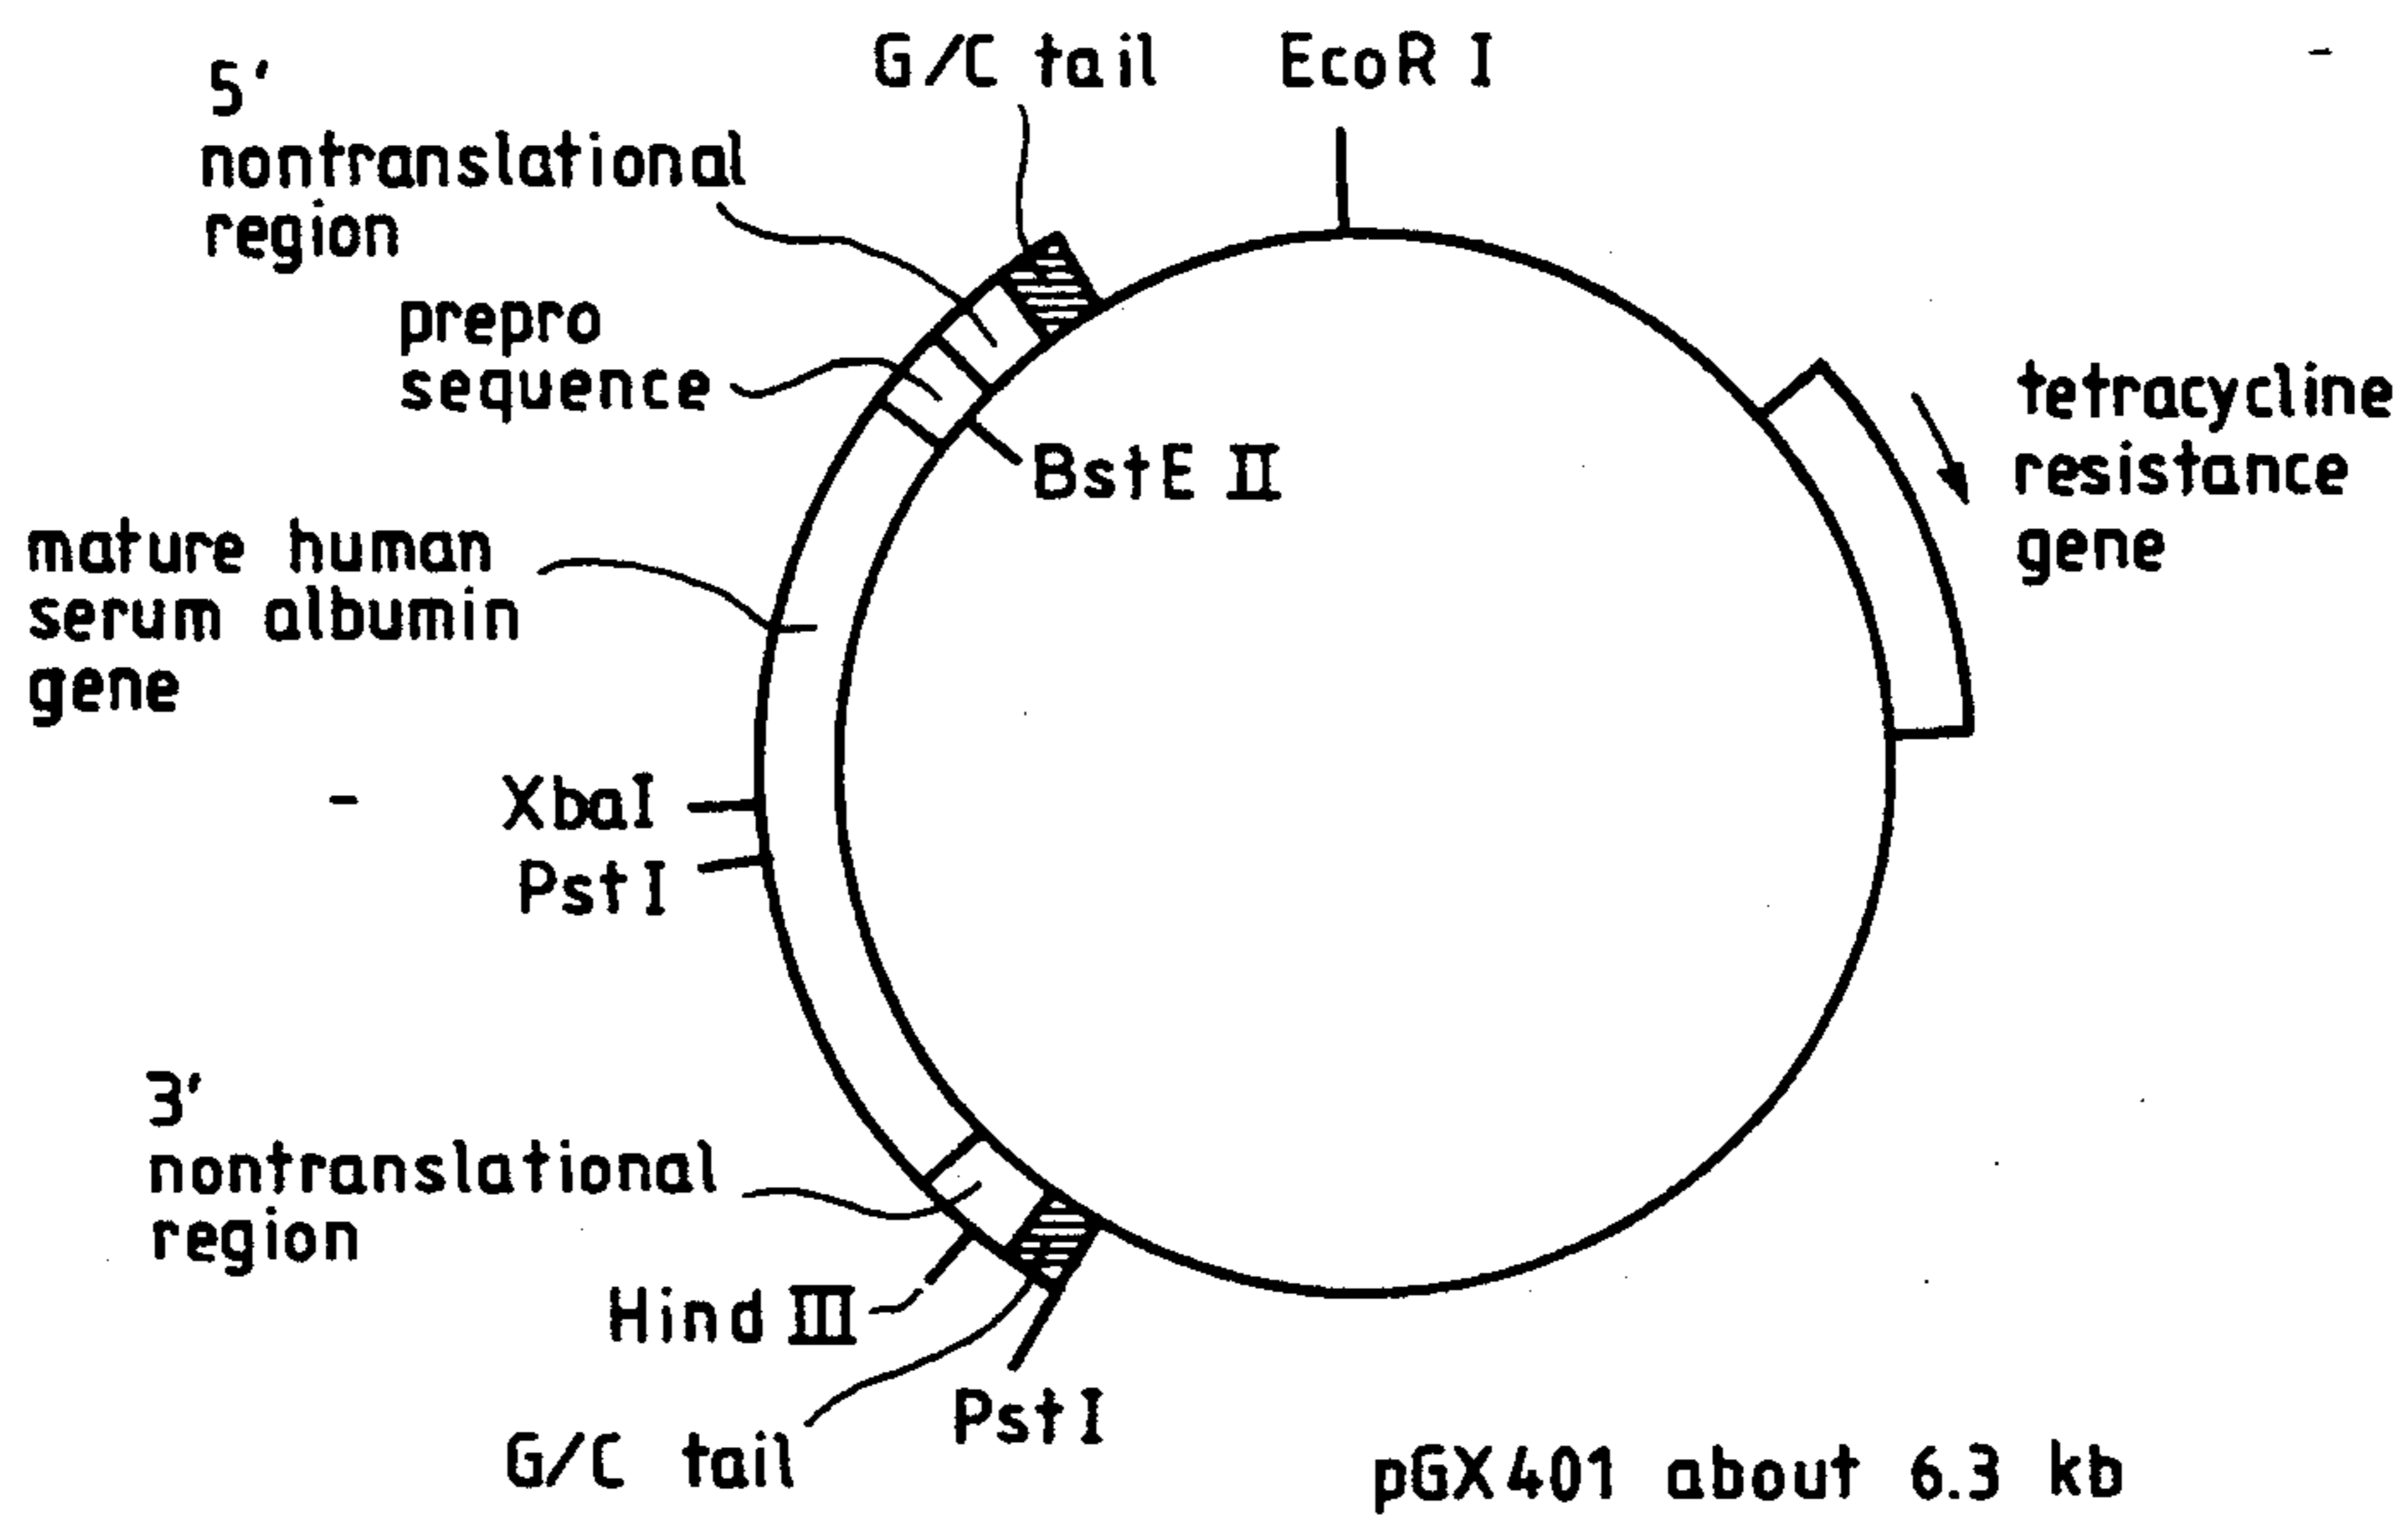 G/C tail
EcoR I
5'
nontranslational
region
prepro
sequence
BstE II
tetracycline
resistance
gene
mature human
serum albumin
gene
XbaI
PstI
3'
nontranslational
region
Hind III
PstI
G/C tail
pGX401 about 6.3 kb